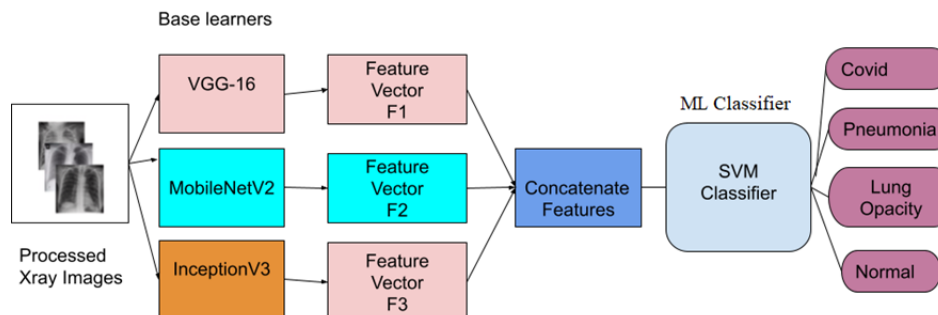 Base learners
VGG-16
Feature
Vector
F1
MobileNetV2
Feature
Vector
F2
InceptionV3
Feature
Vector
F3
Processed
Xray Images
Concatenate
Features
ML Classifier
SVM
Classifier
Covid
Pneumonia
Lung
Opacity
Normal